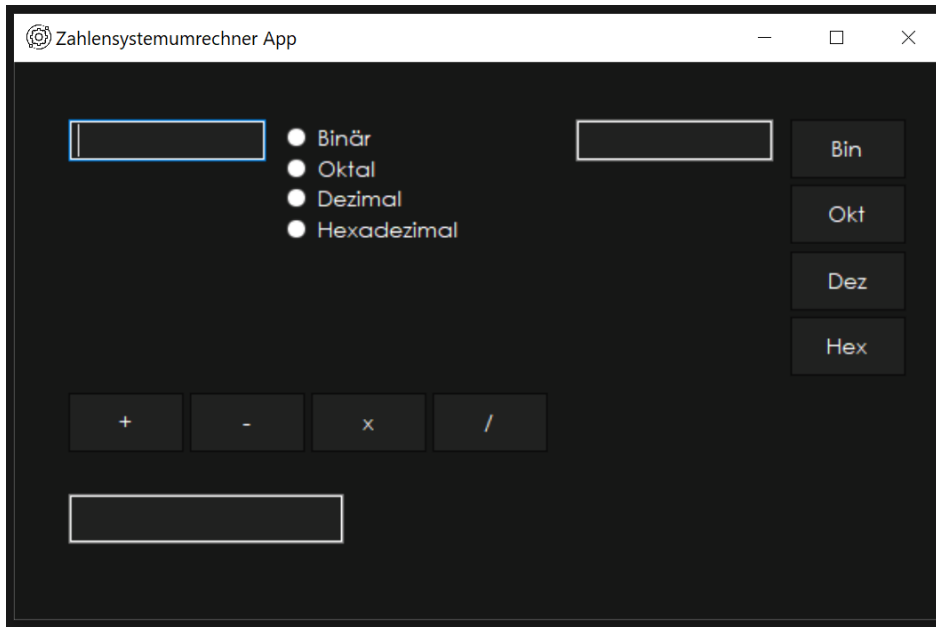 Zahlensystemumrechner App
Binär
Oktal
Dezimal
Hexadezimal
Bin
Okt
Dez
Hex
+ - x /